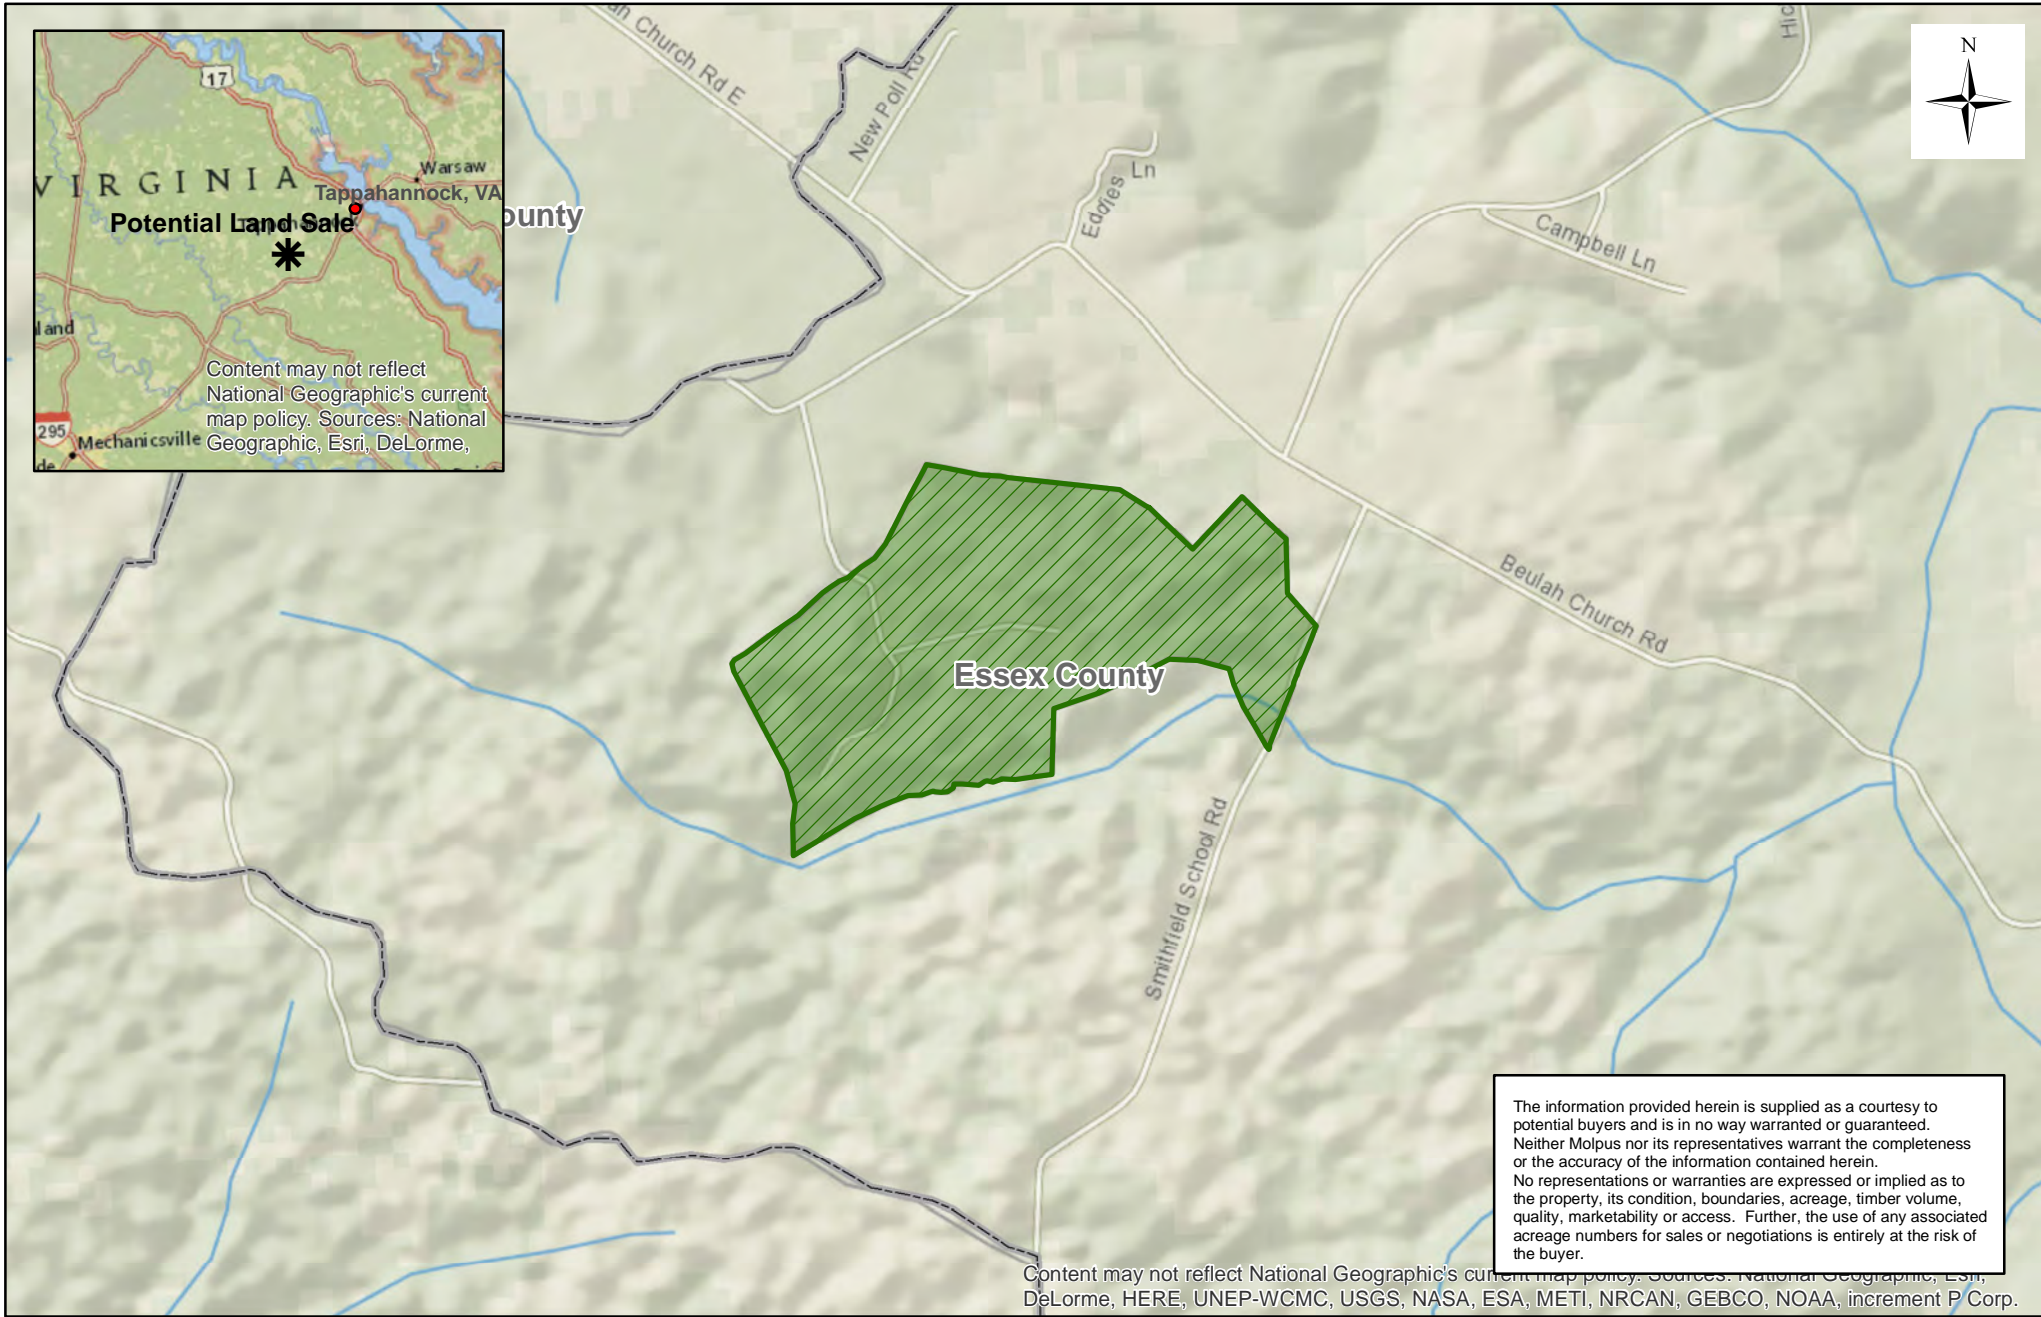 17
VIRGINIA
Warsaw
Tappahannock, VA
Potential Land Sale
land
295
Mechanicsville
de
Content may not reflect
National Geographic's current
map policy. Sources: National
Geographic, Esri, DeLorme,
ounty
ah Church Rd E
New Poll Rd
Eddies Ln
Hic
N
Campbell Ln
Beulah Church Rd
Essex County
Smithfield School Rd
The information provided herein is supplied as a courtesy to
potential buyers and is in no way warranted or guaranteed.
Neither Molpus nor its representatives warrant the completeness
or the accuracy of the information contained herein.
No representations or warranties are expressed or implied as to
the property, its condition, boundaries, acreage, timber volume,
quality, marketability or access.  Further, the use of any associated
acreage numbers for sales or negotiations is entirely at the risk of
the buyer.
Content may not reflect National Geographic's current map policy. Sources: National Geographic, Esri,
DeLorme, HERE, UNEP-WCMC, USGS, NASA, ESA, METI, NRCAN, GEBCO, NOAA, increment P Corp.